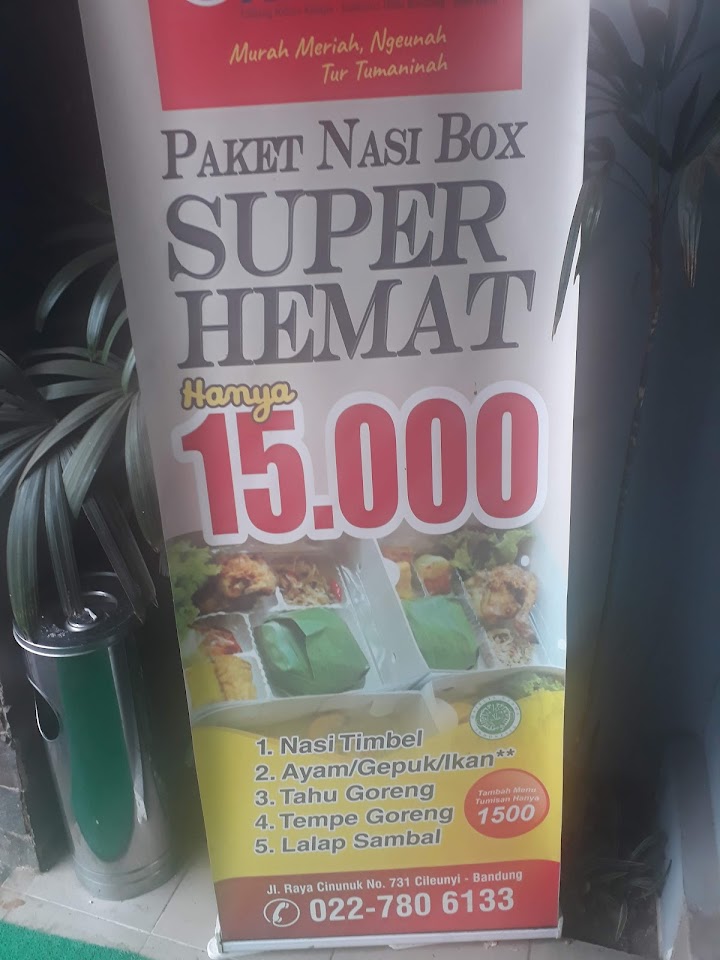 Murah Meriah, Ngeunah
Tur Tumaninah
PAKET NASI BOX
SUPER
HEMAT
Hanya
15.000
1. Nasi Timbel
2. Ayam/Gepuk/Ikan**
3. Tahu Goreng
4. Tempe Goreng
5. Lalap Sambal
Tambah Menu
Tumisan Hanya
1500
Jl. Raya Cinunuk No. 731 Cileunyi - Bandung
022-780 6133